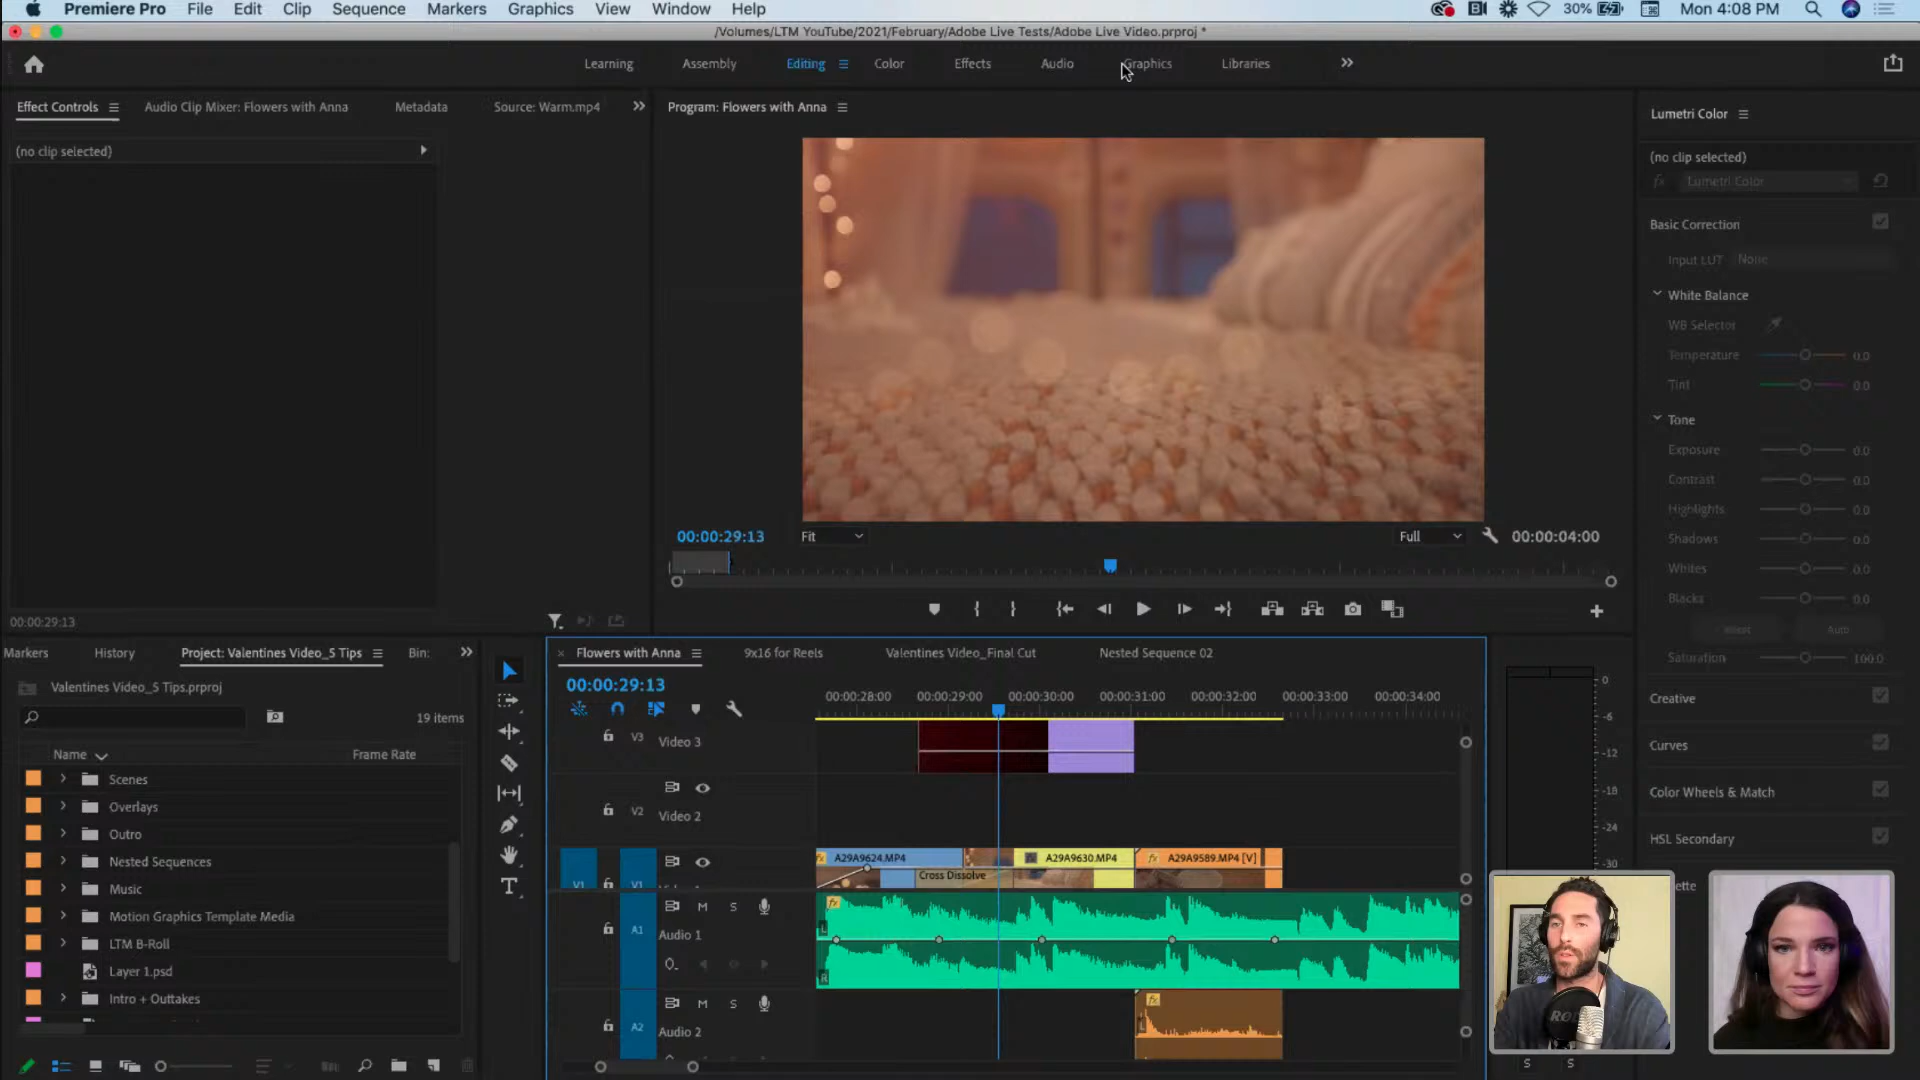 Premiere Pro File Edit Clip Sequence Markers Graphics View Window Help
30% Mon 4:08 PM
/Volumes/LTM YouTube/2021/February/Adobe Live Tests/Adobe Live Video.prproj *
Learning Assembly Editing Color Effects Audio Graphics Libraries
Effect Controls Audio Clip Mixer: Flowers with Anna Metadata Source: Warm.mp4
(no clip selected)
00:00:29:13
Program: Flowers with Anna
00:00:29:13 Fit Full 00:00:04:00
Lumetri Color
(no clip selected)
fx Lumetri Color
Basic Correction
Input LUT None
White Balance
WB Selector
Temperature 0.0
Tint 0.0
Tone
Exposure 0.0
Contrast 0.0
Highlights 0.0
Shadows 0.0
Whites 0.0
Blacks 0.0
Reset Auto
Saturation 100.0
Creative
Curves
Color Wheels & Match
HSL Secondary
Markers History Project: Valentines Video_5 Tips Bin:
Valentines Video_5 Tips.prproj
19 items
Name Frame Rate
Scenes
Overlays
Outro
Nested Sequences
Music
Motion Graphics Template Media
LTM B-Roll
Layer 1.psd
Intro + Outtakes
Flowers with Anna 9x16 for Reels Valentines Video_Final Cut Nested Sequence 02
00:00:29:13
00:00:28:00 00:00:29:00 00:00:30:00 00:00:31:00 00:00:32:00 00:00:33:00 00:00:34:00
V3 Video 3
V2 Video 2
V1 V1
fx A29A9624.MP4 A29A9630.MP4 fx A29A9589.MP4 [V]
Cross Dissolve
M S
A1 Audio 1
fx
L
R
M S
A2 Audio 2
fx
L
0
-6
-12
-18
-24
-30
S S